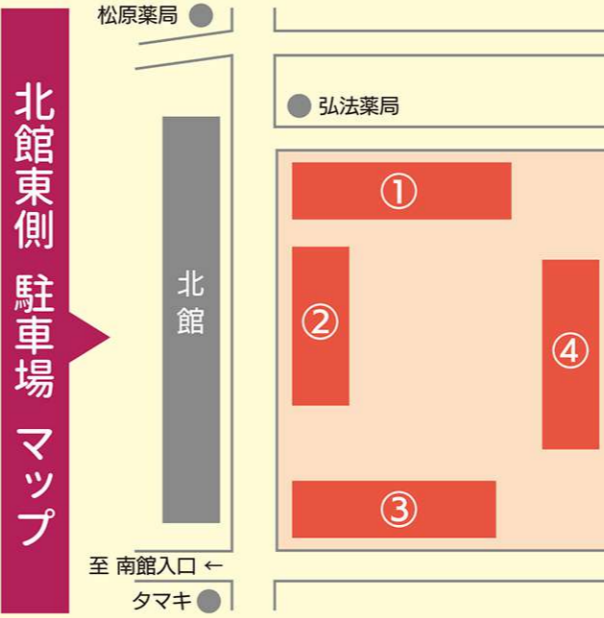 北館東側 駐車場 マップ
松原薬局
弘法薬局
北館
①
②
④
③
至 南館入口 ←
タマキ